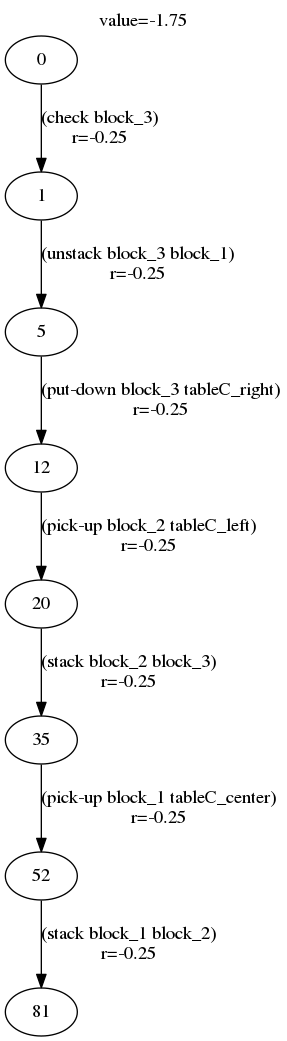 value=-1.75
0
(check block_3)
r=-0.25
1
(unstack block_3 block_1)
r=-0.25
5
(put-down block_3 tableC_right)
r=-0.25
12
(pick-up block_2 tableC_left)
r=-0.25
20
(stack block_2 block_3)
r=-0.25
35
(pick-up block_1 tableC_center)
r=-0.25
52
(stack block_1 block_2)
r=-0.25
81